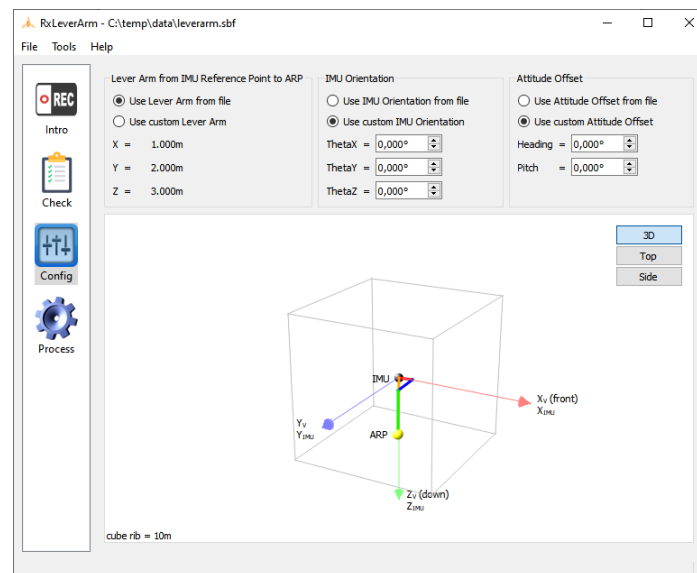 RxLeverArm - C:\temp\data\leverarm.sbf
File Tools Help
REC
Intro
Check
Config
Process
Lever Arm from IMU Reference Point to ARP
Use Lever Arm from file
Use custom Lever Arm
X = 1.000m
Y = 2.000m
Z = 3.000m
IMU Orientation
Use IMU Orientation from file
Use custom IMU Orientation
ThetaX = 0,000°
ThetaY = 0,000°
ThetaZ = 0,000°
Attitude Offset
Use Attitude Offset from file
Use custom Attitude Offset
Heading = 0,000°
Pitch = 0,000°
3D
Top
Side
IMU
XV (front)
XIMU
YV
YIMU
ARP
ZV (down)
ZIMU
cube rib = 10m